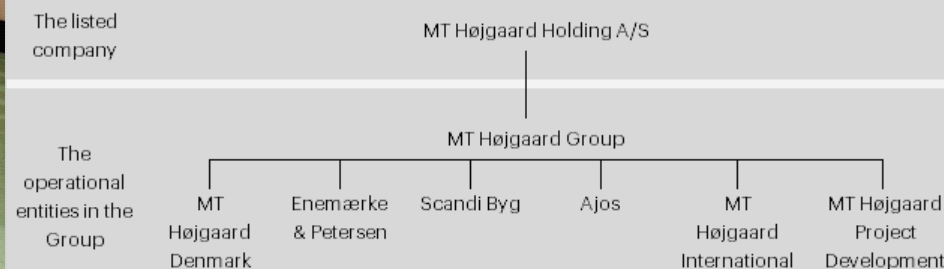 The listed
company
MT Højgaard Holding A/S
MT Højgaard Group
The
operational
entities in the
Group
MT
Højgaard
Denmark
Enemærke
& Petersen
Scandi Byg
Ajos
MT
Højgaard
International
MT Højgaard
Project
Development